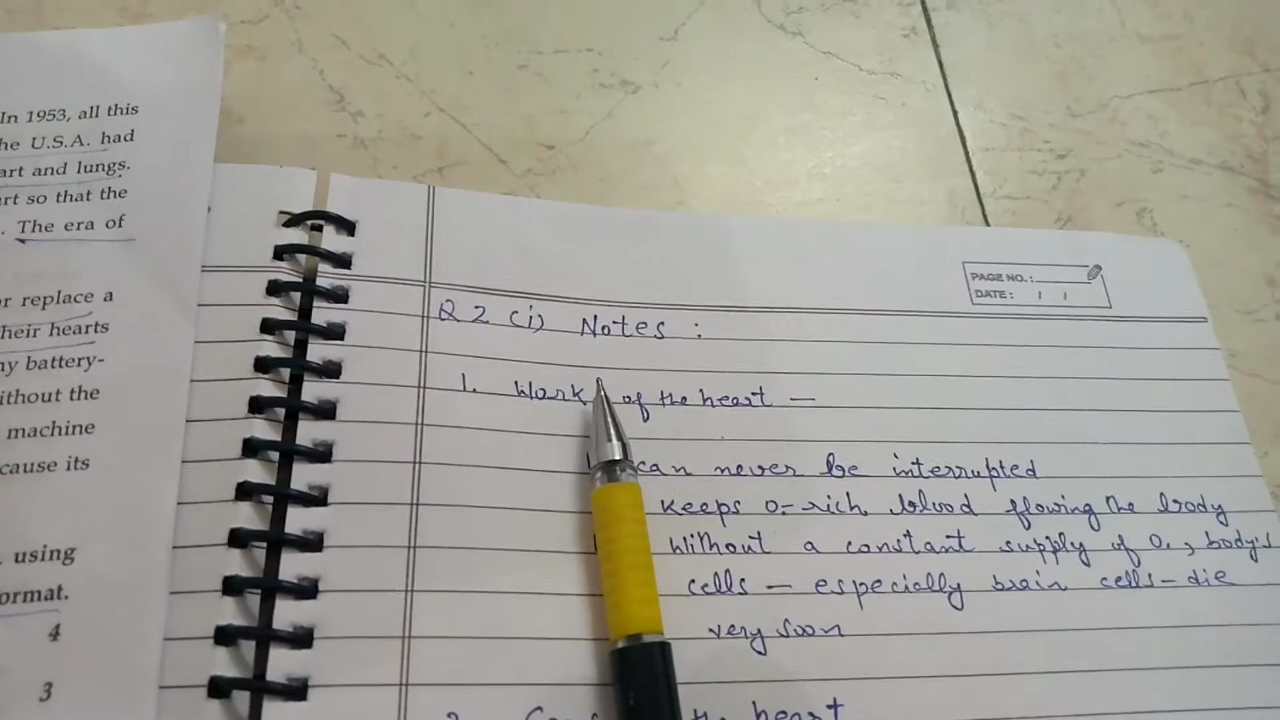 In 1953, all this
he U.S.A. had
art and lungs.
rt so that the
. The era of
r replace a
heir hearts
ny battery-
ithout the
machine
cause its
using
ormat.
4
3
PAGE NO.:
DATE: / /
Q 2 (i) Notes :
1. Work of the heart —
can never be interrupted
keeps O₂-rich blood flowing the body
Without a constant supply of O₂, body's
cells — especially brain cells - die
very soon
the heart